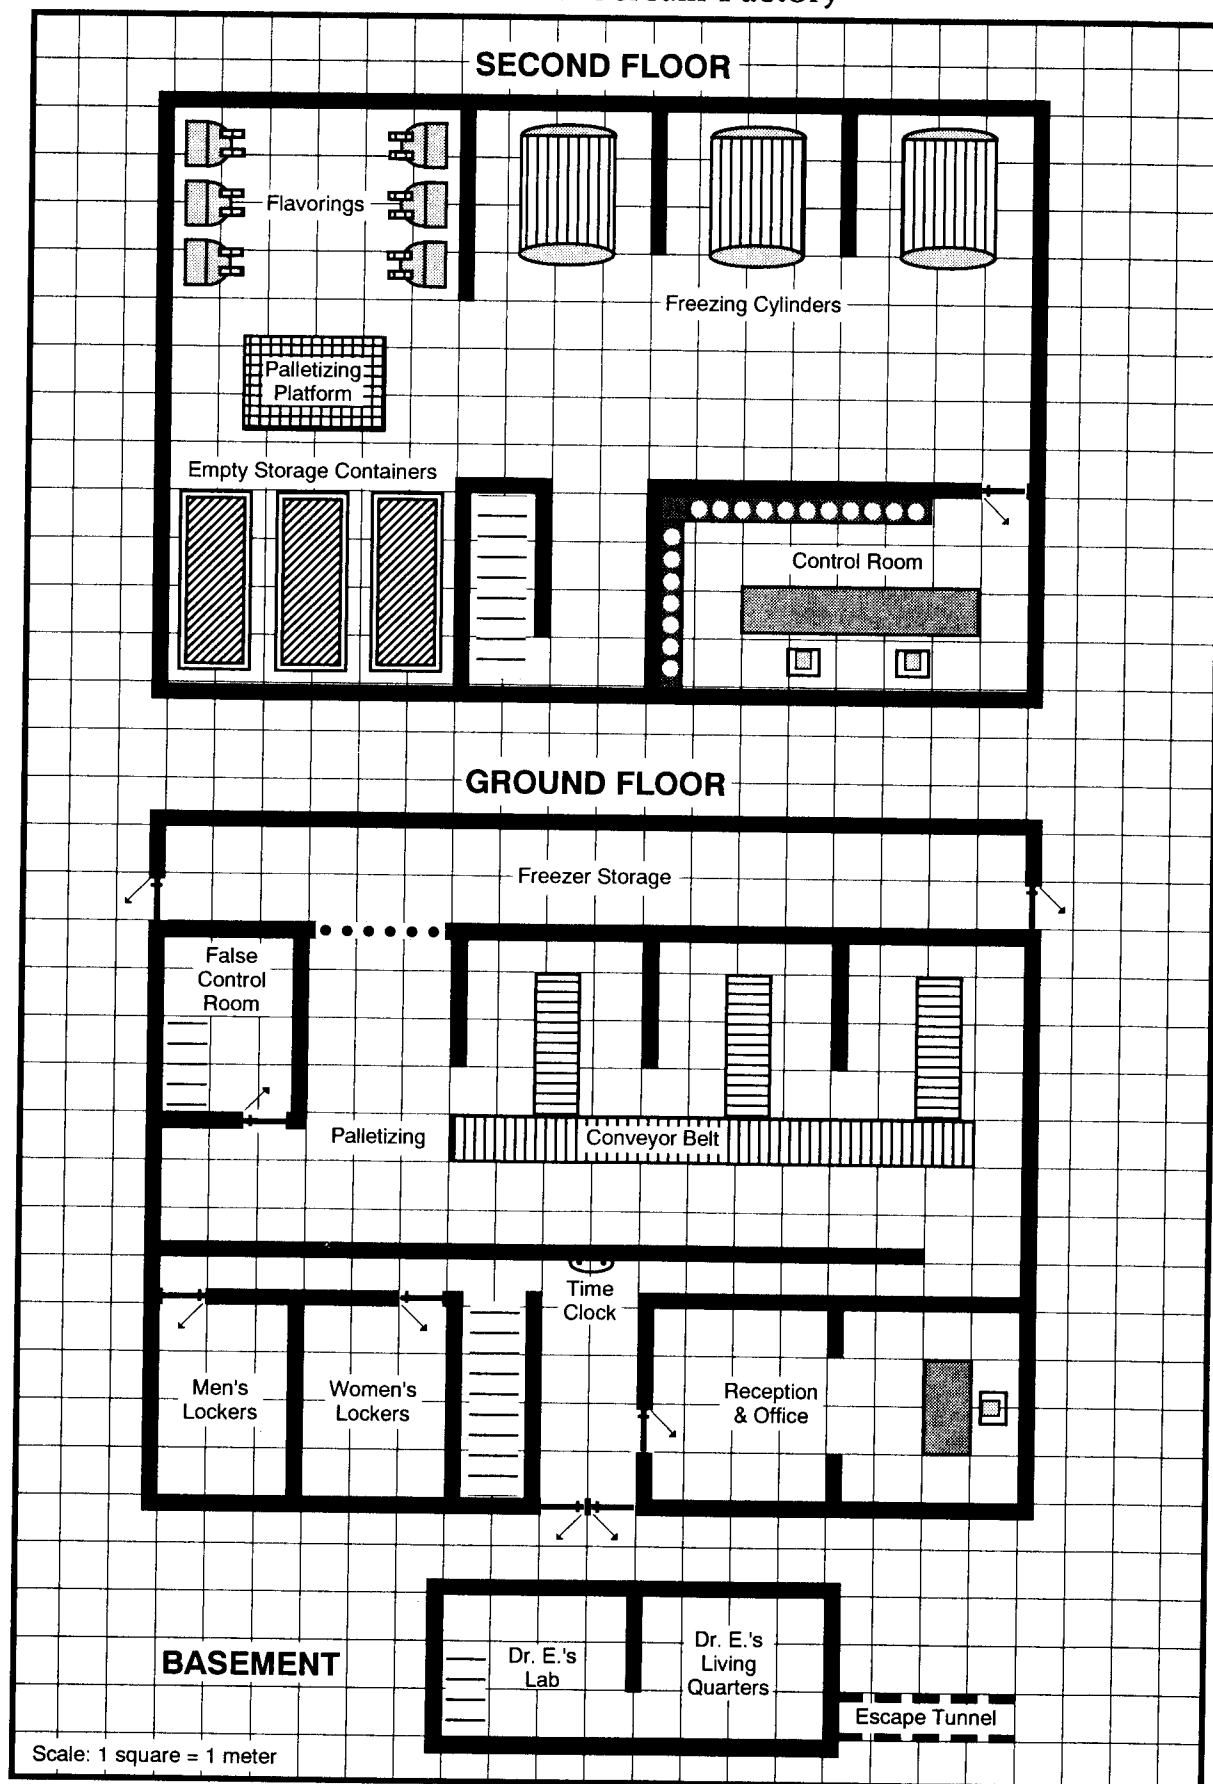 Factory
SECOND FLOOR
Flavorings
Freezing Cylinders
Palletizing
Platform
Empty Storage Containers
Control Room
GROUND FLOOR
Freezer Storage
False
Control
Room
Palletizing
Conveyor Belt
Time
Clock
Men's
Lockers
Women's
Lockers
Reception
& Office
BASEMENT
Dr. E.'s
Lab
Dr. E.'s
Living
Quarters
Escape Tunnel
Scale: 1 square = 1 meter